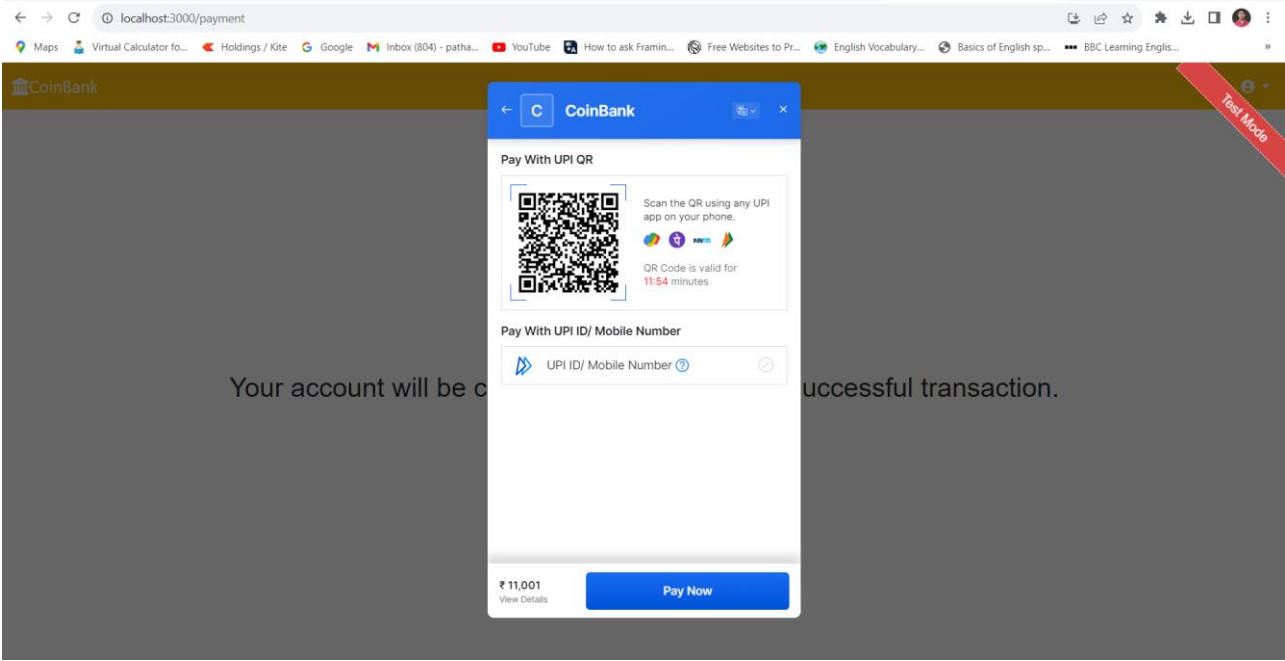 localhost:3000/payment
Maps Virtual Calculator fo... Holdings / Kite Google Inbox (804) - patha... YouTube How to ask Framin... Free Websites to Pr... English Vocabulary... Basics of English sp... BBC Learning Englis... »
CoinBank
Test Mode
C CoinBank
Pay With UPI QR
Scan the QR using any UPI
app on your phone.
QR Code is valid for
11:54 minutes
Pay With UPI ID/ Mobile Number
UPI ID/ Mobile Number
Your account will be c uccessful transaction.
₹ 11,001
View Details
Pay Now